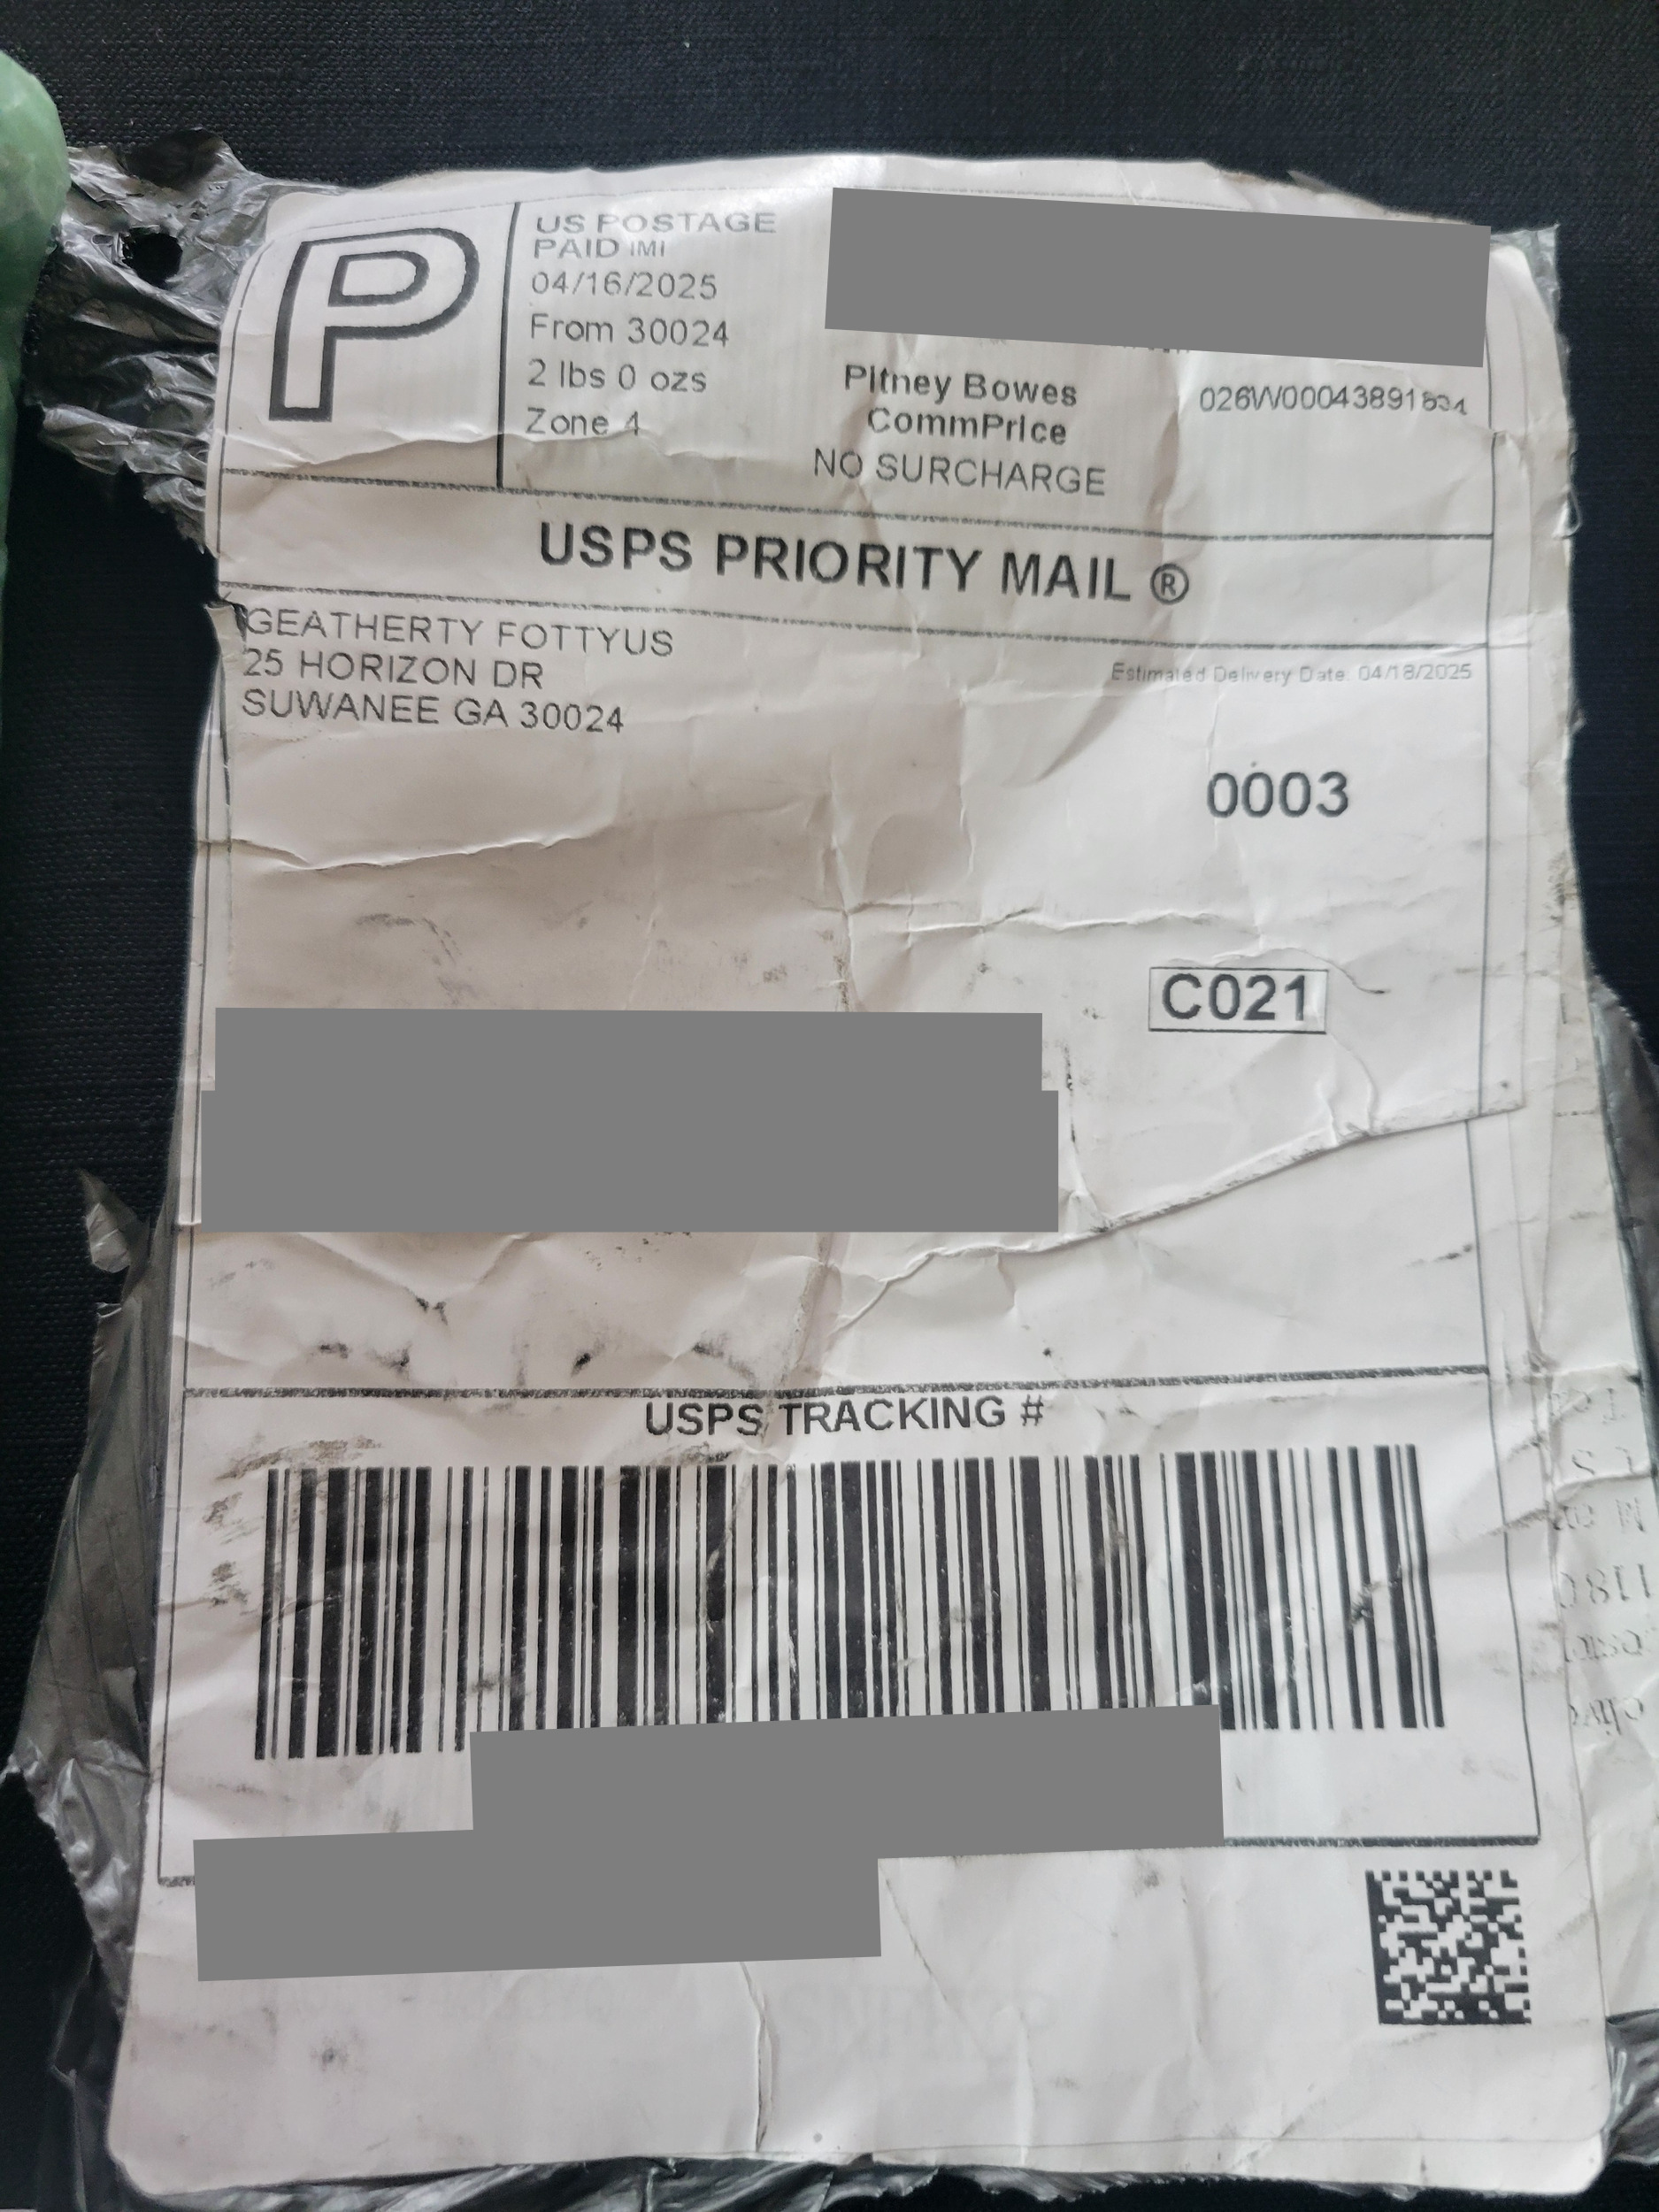 P
US POSTAGE
PAID IMI
04/16/2025
From 30024
2 lbs 0 ozs
Zone 4
Pitney Bowes
CommPrice
NO SURCHARGE
USPS PRIORITY MAIL ®
GEATHERTY FOTTYUS
25 HORIZON DR
SUWANEE GA 30024
Estimated Delivery Date: 04/18/2025
0003
C021
USPS TRACKING #